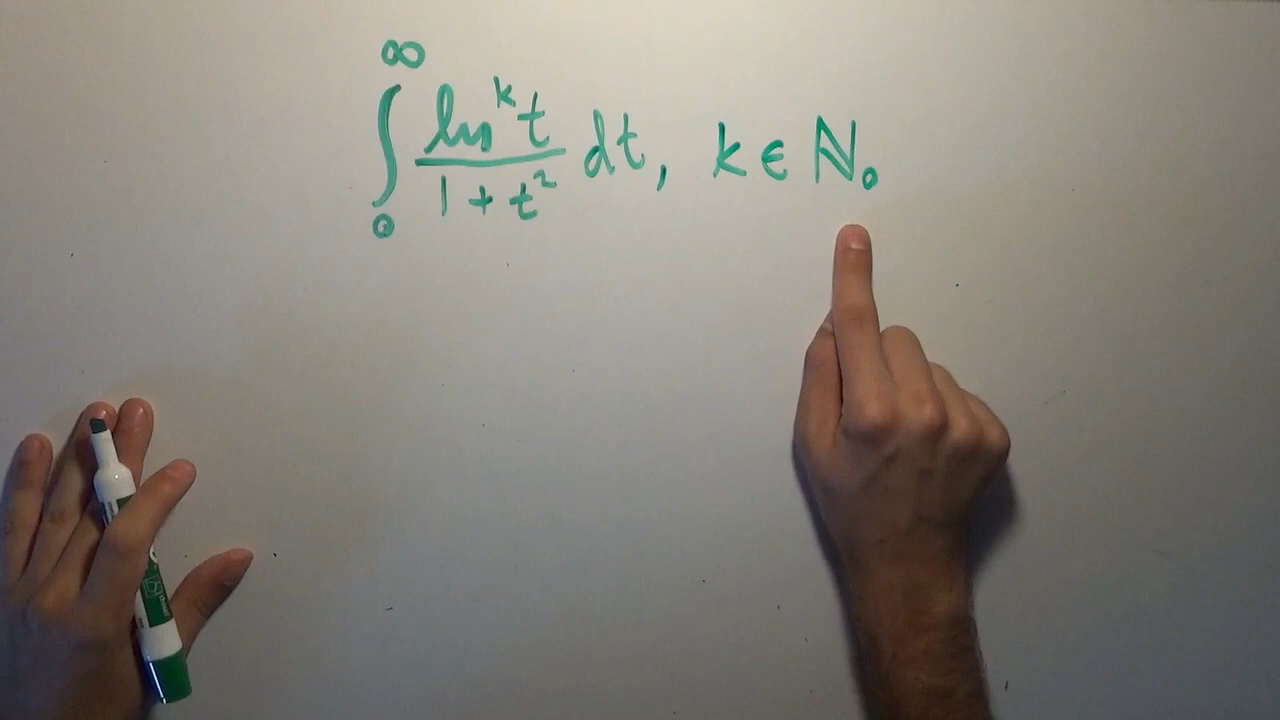 ∫₀^∞ ln^k t / (1 + t²) dt, k ∈ ℕ₀